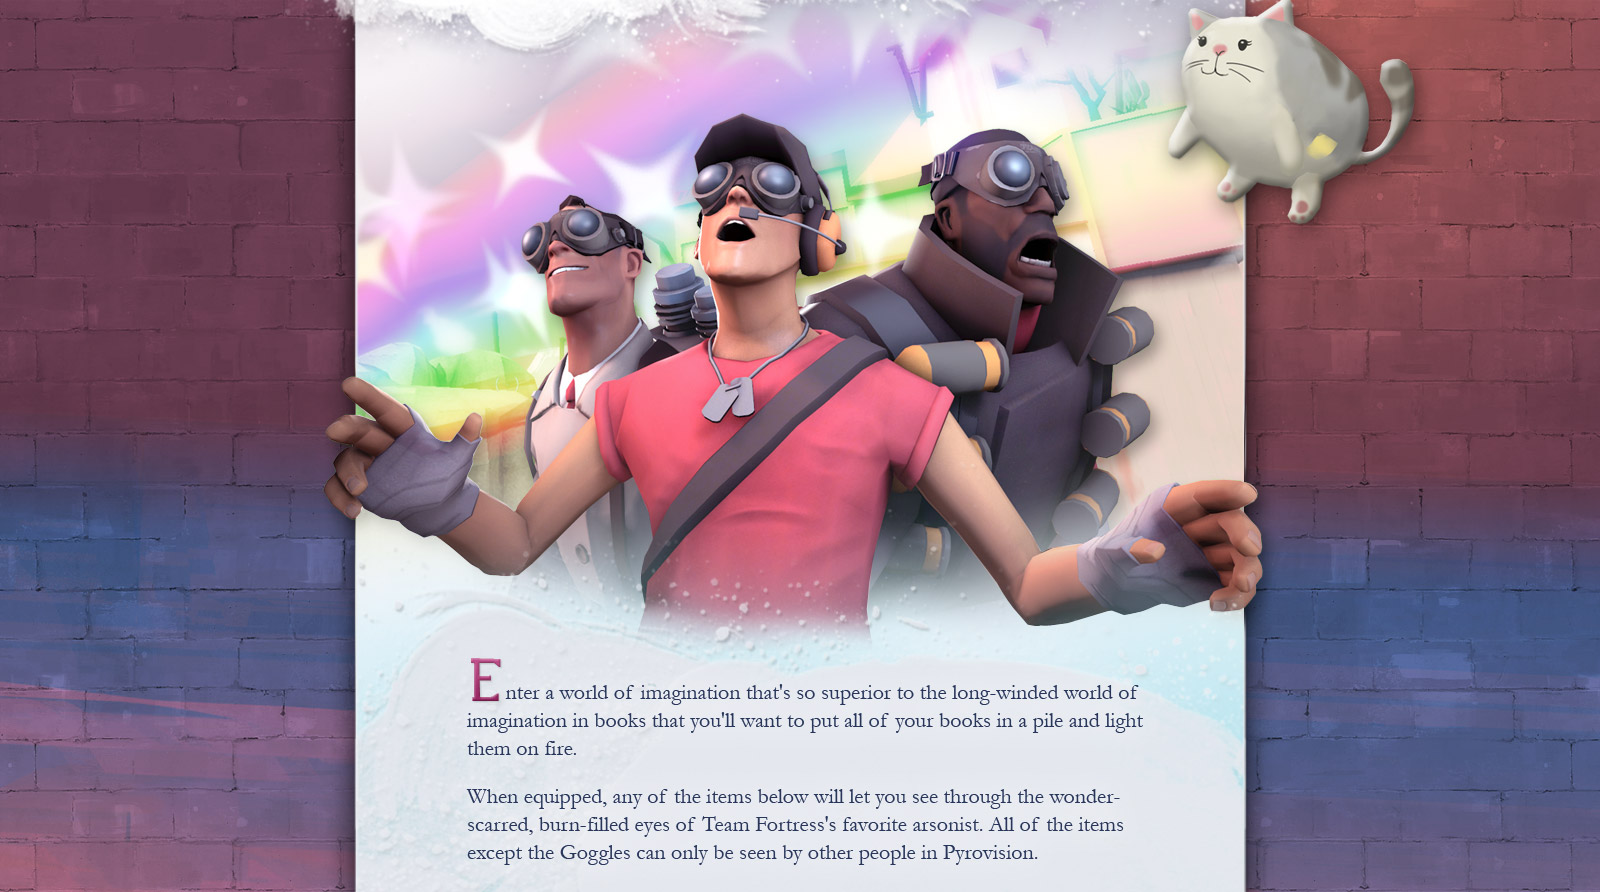 Enter a world of imagination that's so superior to the long-winded world of
imagination in books that you'll want to put all of your books in a pile and light
them on fire.
When equipped, any of the items below will let you see through the wonder-
scarred, burn-filled eyes of Team Fortress's favorite arsonist. All of the items
except the Goggles can only be seen by other people in Pyrovision.